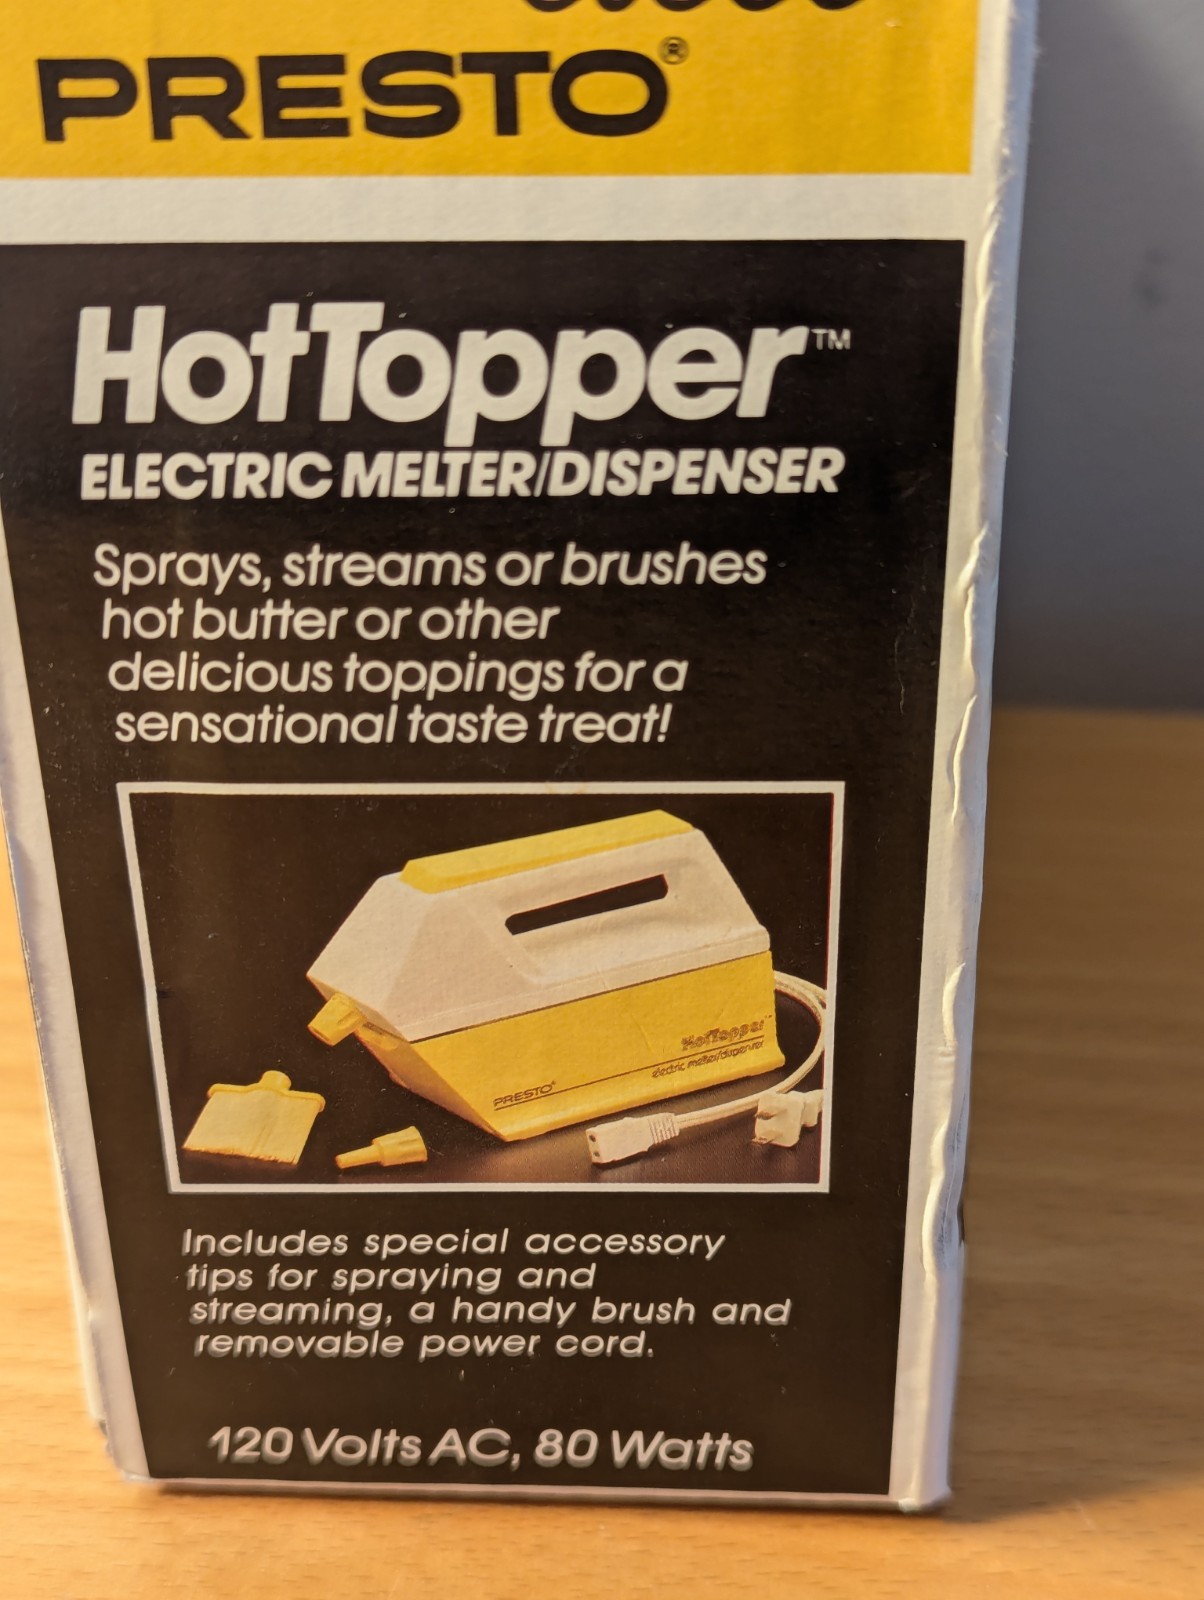 PRESTO®
HotTopper™
ELECTRIC MELTER/DISPENSER
Sprays, streams or brushes
hot butter or other
delicious toppings for a
sensational taste treat!
HotTopper
electric melter/dispenser
PRESTO®
Includes special accessory
tips for spraying and
streaming, a handy brush and
removable power cord.
120 Volts AC, 80 Watts